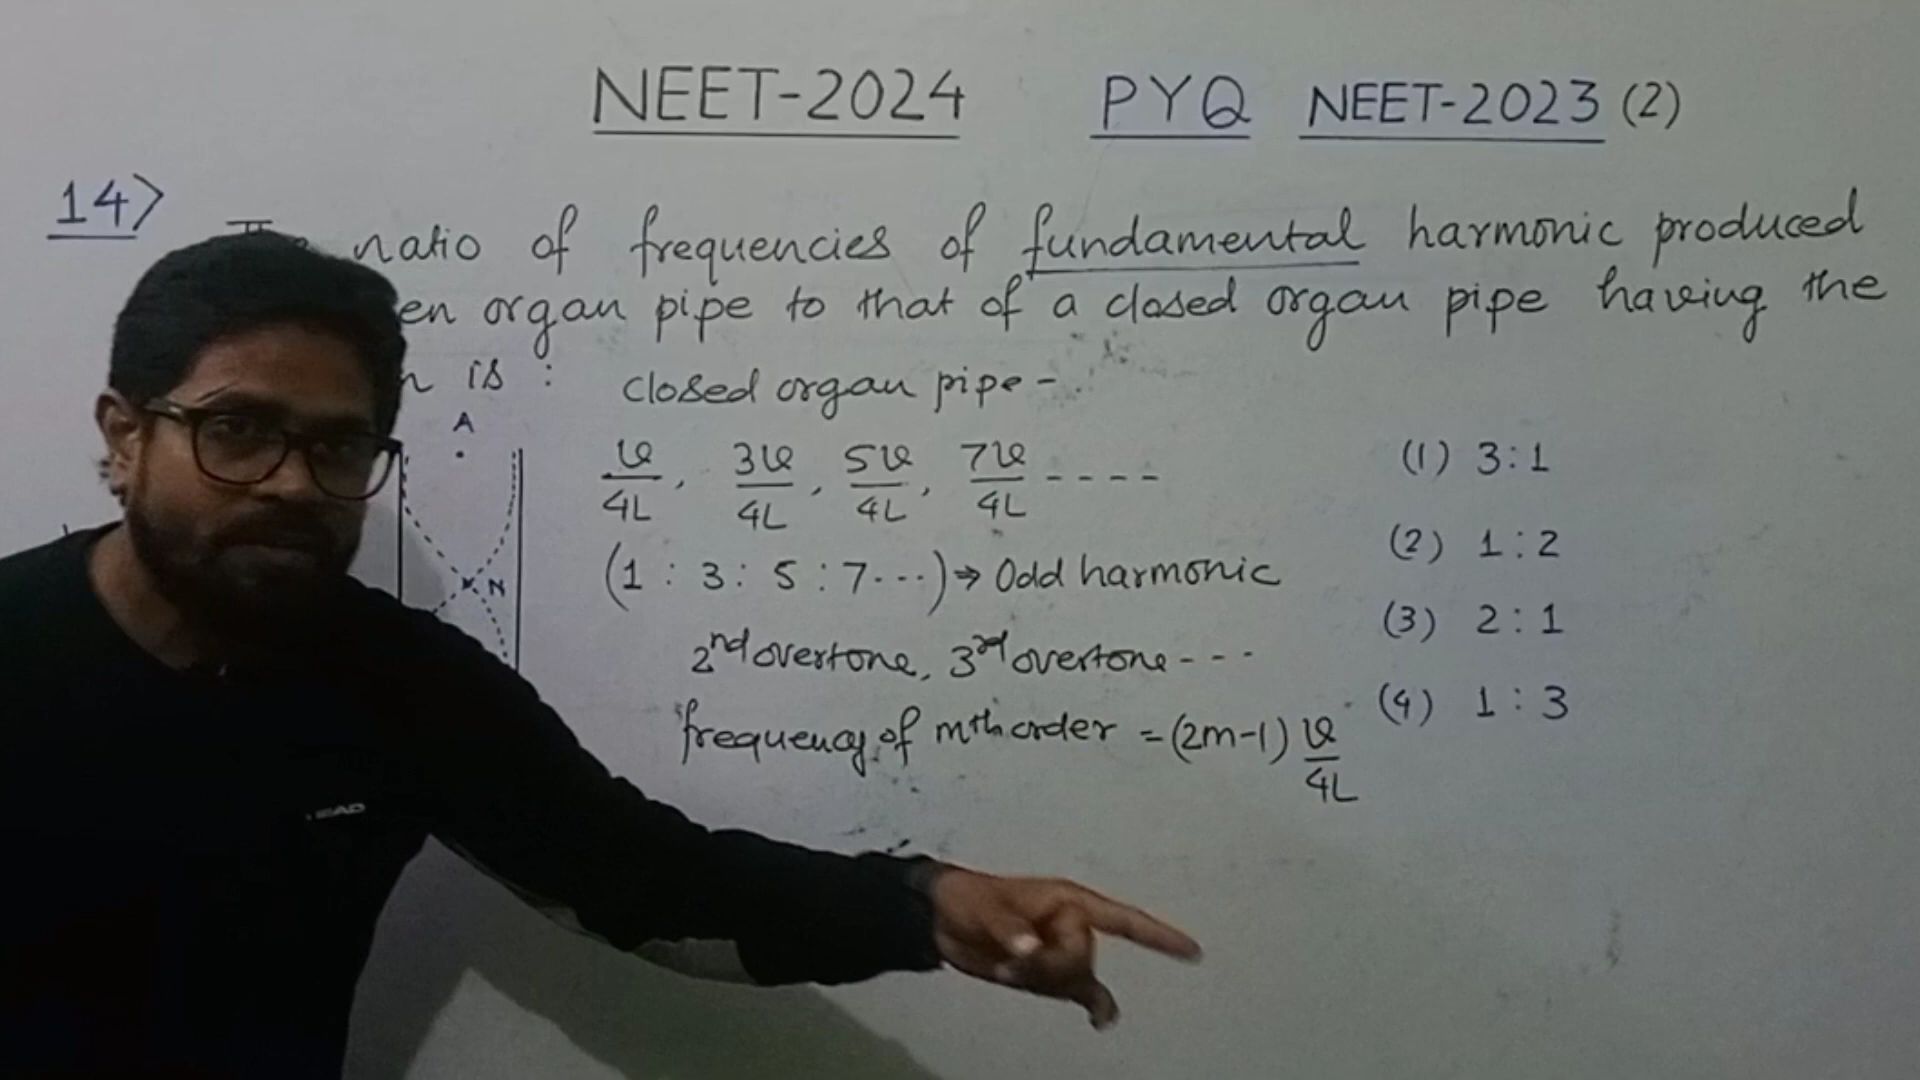 NEET-2024 PYQ NEET-2023 (2)
14>
ratio of frequencies of fundamental harmonic produced
en organ pipe to that of a closed organ pipe having the
n is :
closed organ pipe -
A
v/4L, 3v/4L, 5v/4L, 7v/4L ----
(1 : 3 : 5 : 7...) → Odd harmonic
N
2nd overtone, 3rd overtone ---
frequency of mth order = (2m-1) v/4L
(1) 3:1
(2) 1:2
(3) 2:1
(4) 1:3